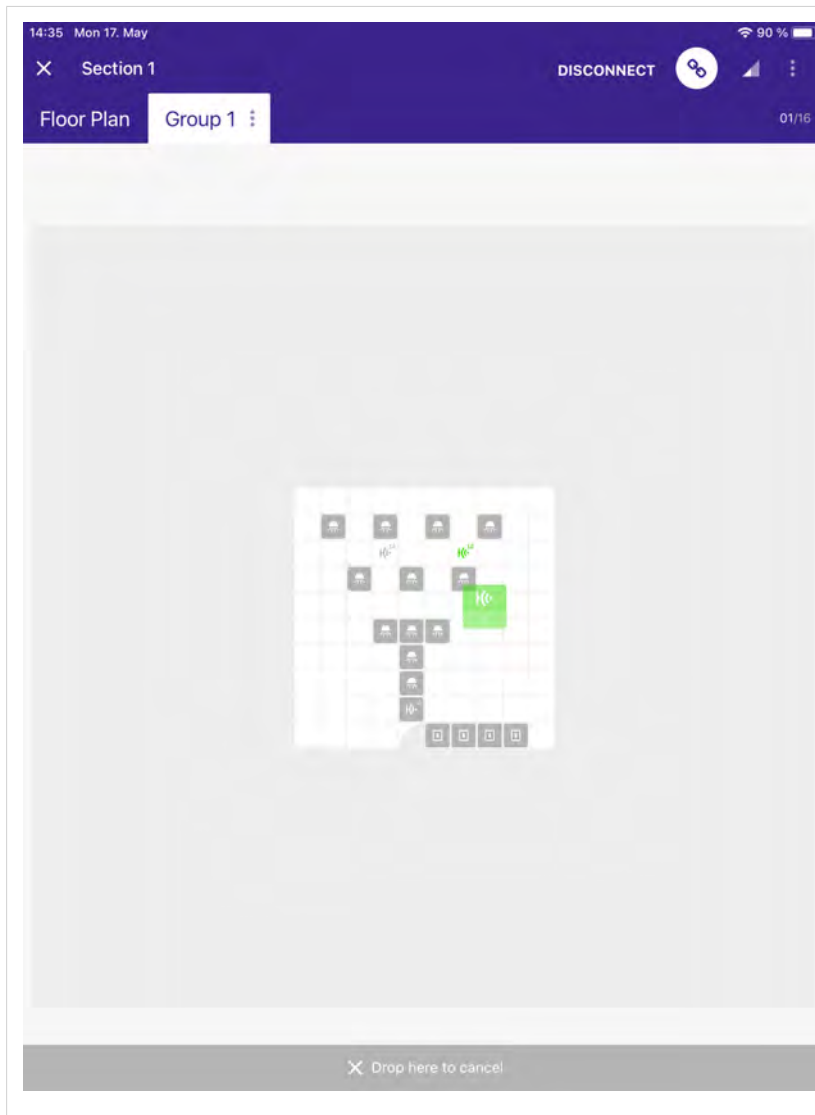 14:35 Mon 17. May 90 %
Section 1 DISCONNECT
Floor Plan Group 1 01/16
Drop here to cancel